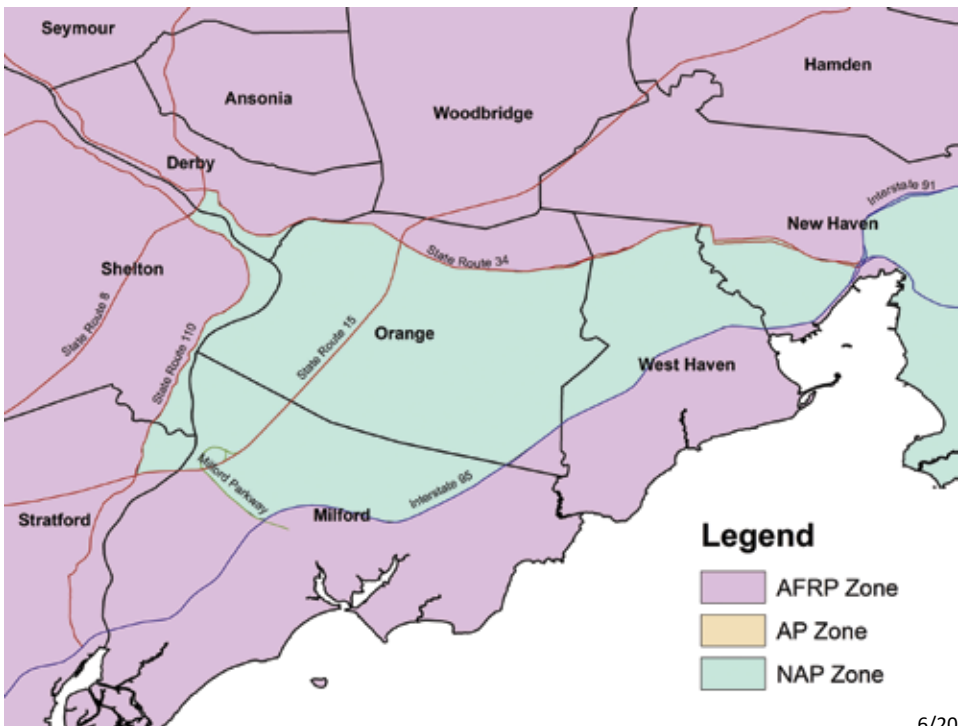 Seymour
Hamden
Ansonia
Woodbridge
Derby
Interstate 91
New Haven
State Route 34
Shelton
State Route 8
State Route 110
State Route 15
Orange
West Haven
Milford Parkway
Interstate 95
Stratford
Milford
Legend
AFRP Zone
AP Zone
NAP Zone
6/20